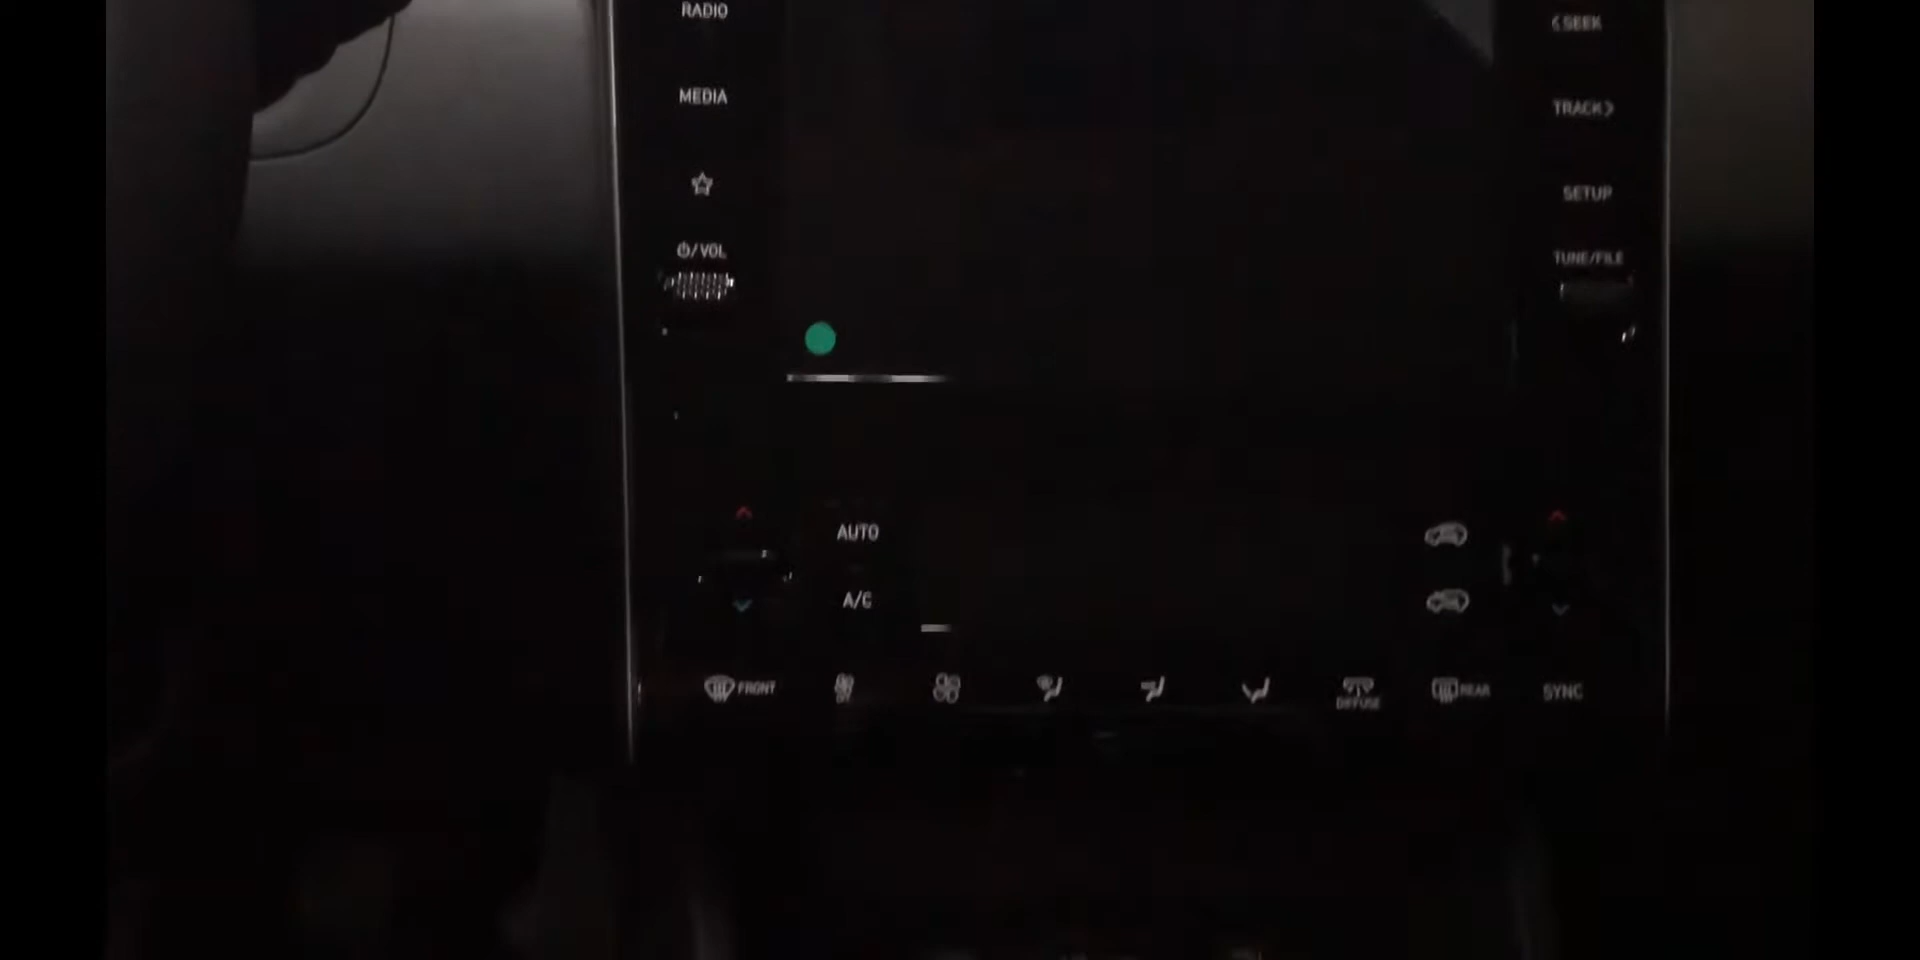 RADIO
<SEEK
MEDIA
TRACK>
SETUP
/VOL
TUNE/FILE
AUTO
A/C
FRONT
DIFFUSE
REAR
SYNC